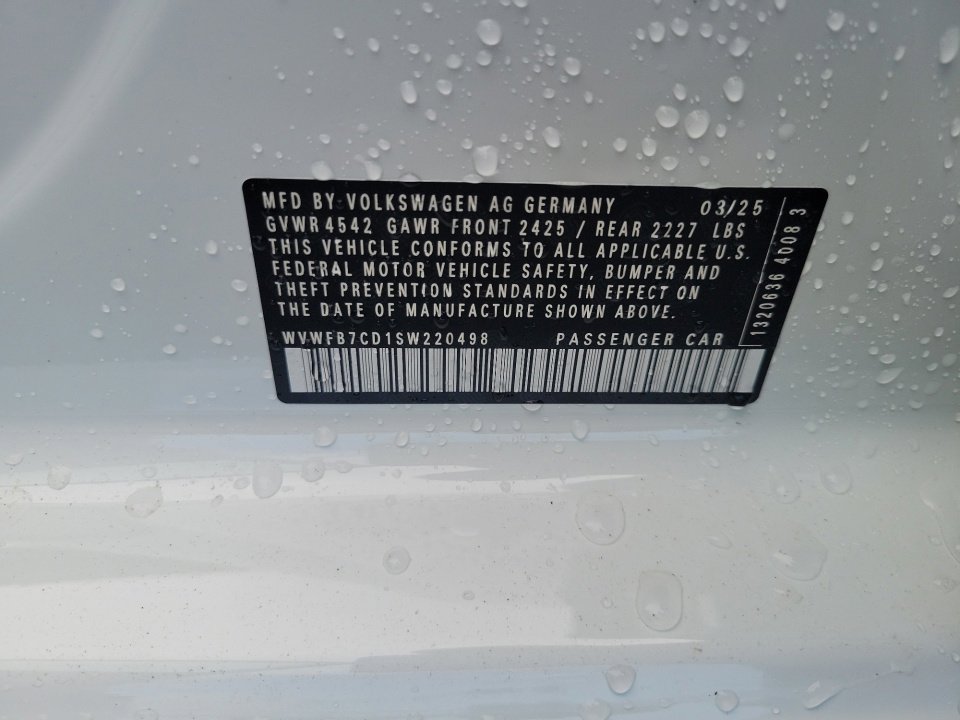 MFD BY VOLKSWAGEN AG GERMANY 03/25
GVWR 4542 GAWR FRONT 2425 / REAR 2227 LBS
THIS VEHICLE CONFORMS TO ALL APPLICABLE U.S.
FEDERAL MOTOR VEHICLE SAFETY, BUMPER AND
THEFT PREVENTION STANDARDS IN EFFECT ON
THE DATE OF MANUFACTURE SHOWN ABOVE.
WVWFB7CD1SW220498 PASSENGER CAR
1320636 4D08 3